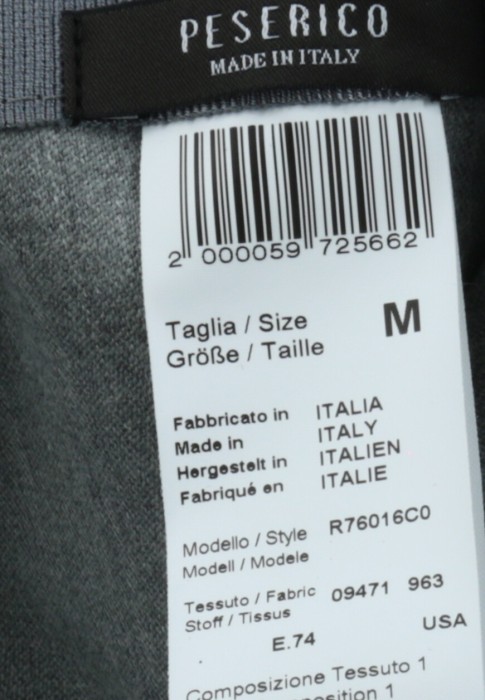 PESERICO
MADE IN ITALY
2 000059 725662
Taglia / Size
Größe / Taille
M
Fabbricato in ITALIA
Made in ITALY
Hergestelt in ITALIEN
Fabriqué en ITALIE
Modello / Style R76016C0
Modell / Modele
Tessuto / Fabric 09471 963
Stoff / Tissus
E.74 USA
Composizione Tessuto 1